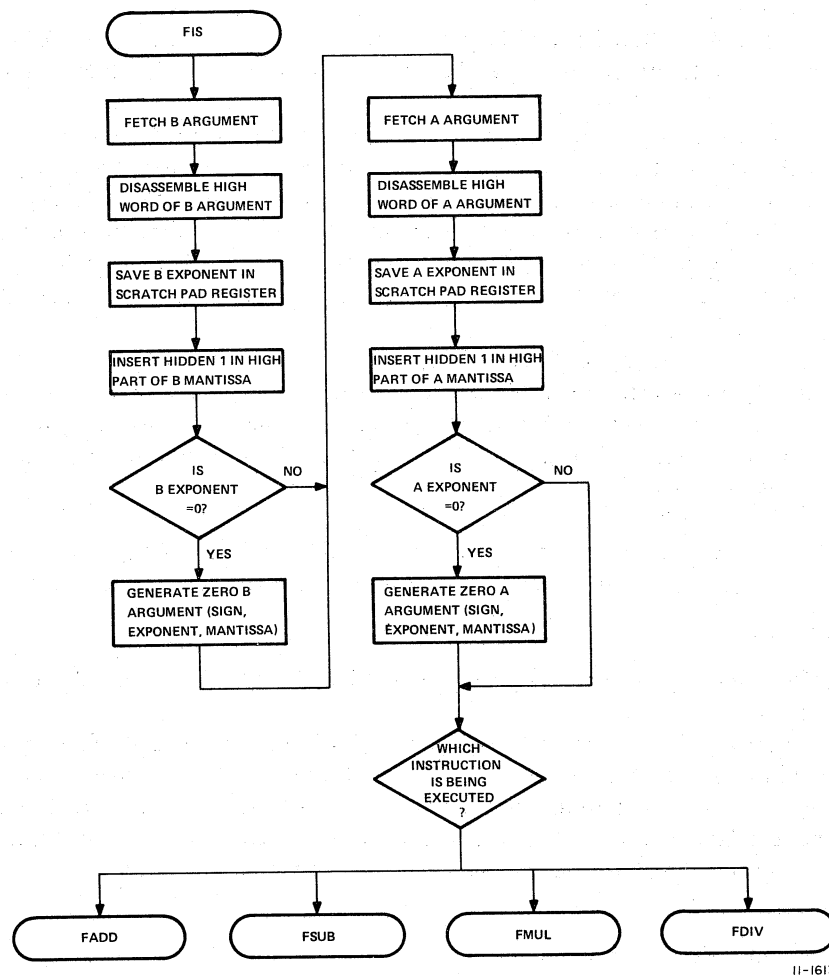 FIS
FETCH B ARGUMENT
DISASSEMBLE HIGH
WORD OF B ARGUMENT
SAVE B EXPONENT IN
SCRATCH PAD REGISTER
INSERT HIDDEN 1 IN HIGH
PART OF B MANTISSA
IS
B EXPONENT
=0?
NO
YES
GENERATE ZERO B
ARGUMENT (SIGN,
EXPONENT, MANTISSA)
FETCH A ARGUMENT
DISASSEMBLE HIGH
WORD OF A ARGUMENT
SAVE A EXPONENT IN
SCRATCH PAD REGISTER
INSERT HIDDEN 1 IN HIGH
PART OF A MANTISSA
IS
A EXPONENT
=0?
NO
YES
GENERATE ZERO A
ARGUMENT (SIGN,
EXPONENT, MANTISSA)
WHICH
INSTRUCTION
IS BEING
EXECUTED
?
FADD
FSUB
FMUL
FDIV